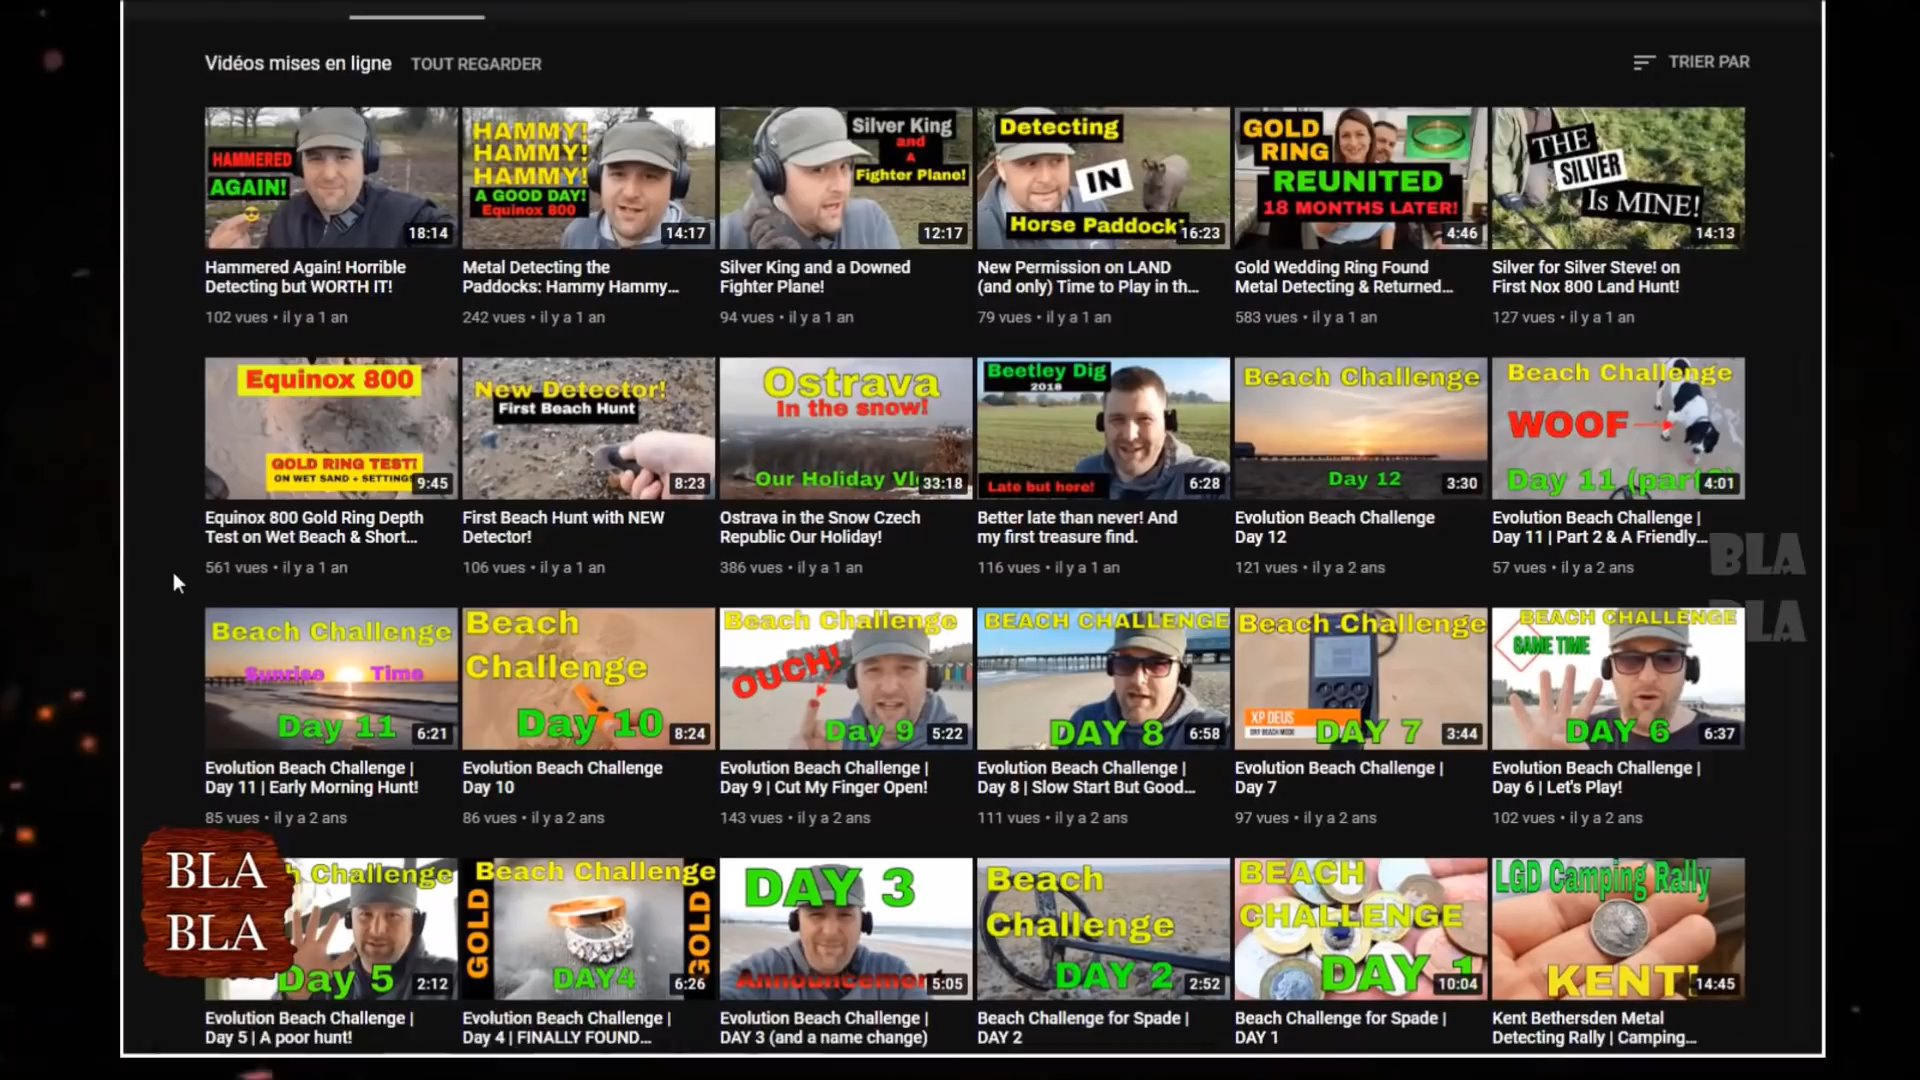 Vidéos mises en ligne TOUT REGARDER TRIER PAR
HAMMERED
AGAIN!
18:14
HAMMY!
HAMMY!
HAMMY!
A GOOD DAY!
Equinox 800
14:17
Silver King
and
A
Fighter Plane!
12:17
Detecting
IN
Horse Paddock
16:23
GOLD
RING
REUNITED
18 MONTHS LATER!
4:46
THE
SILVER
Is MINE!
14:13
Hammered Again! Horrible
Detecting but WORTH IT!
102 vues • il y a 1 an
Metal Detecting the
Paddocks: Hammy Hammy...
242 vues • il y a 1 an
Silver King and a Downed
Fighter Plane!
94 vues • il y a 1 an
New Permission on LAND
(and only) Time to Play in th...
79 vues • il y a 1 an
Gold Wedding Ring Found
Metal Detecting & Returned...
583 vues • il y a 1 an
Silver for Silver Steve! on
First Nox 800 Land Hunt!
127 vues • il y a 1 an
Equinox 800
GOLD RING TEST!
ON WET SAND + SETTING
9:45
New Detector!
First Beach Hunt
8:23
Ostrava
In the snow!
Our Holiday Vl
33:18
Beetley Dig
2018
Late but here!
6:28
Beach Challenge
Day 12
3:30
Beach Challenge
WOOF
Day 11 (part
4:01
Equinox 800 Gold Ring Depth
Test on Wet Beach & Short...
561 vues • il y a 1 an
First Beach Hunt with NEW
Detector!
106 vues • il y a 1 an
Ostrava in the Snow Czech
Republic Our Holiday!
386 vues • il y a 1 an
Better late than never! And
my first treasure find.
116 vues • il y a 1 an
Evolution Beach Challenge
Day 12
121 vues • il y a 2 ans
Evolution Beach Challenge |
Day 11 | Part 2 & A Friendly...
57 vues • il y a 2 ans
BLA
BLA
Beach Challenge
Sunrise Time
Day 11
6:21
Beach
Challenge
Day 10
8:24
Beach Challenge
OUCH!
Day 9
5:22
BEACH CHALLENGE
DAY 8
6:58
Beach Challenge
XP DEUS
DRY BEACH MODE
DAY 7
3:44
BEACH CHALLENGE
GAME TIME
DAY 6
6:37
Evolution Beach Challenge |
Day 11 | Early Morning Hunt!
85 vues • il y a 2 ans
Evolution Beach Challenge
Day 10
86 vues • il y a 2 ans
Evolution Beach Challenge |
Day 9 | Cut My Finger Open!
143 vues • il y a 2 ans
Evolution Beach Challenge |
Day 8 | Slow Start But Good...
111 vues • il y a 2 ans
Evolution Beach Challenge |
Day 7
97 vues • il y a 2 ans
Evolution Beach Challenge |
Day 6 | Let's Play!
102 vues • il y a 2 ans
BLA
BLA
h Challenge
Day 5
2:12
Beach Challenge
GOLD
GOLD
DAY4
6:26
DAY 3
Announcemen
5:05
Beach
Challenge
DAY 2
2:52
BEACH
CHALLENGE
DAY 1
10:04
LGD Camping Rally
KENT!
14:45
Evolution Beach Challenge |
Day 5 | A poor hunt!
Evolution Beach Challenge |
Day 4 | FINALLY FOUND...
Evolution Beach Challenge |
DAY 3 (and a name change)
Beach Challenge for Spade |
DAY 2
Beach Challenge for Spade |
DAY 1
Kent Bethersden Metal
Detecting Rally | Camping...